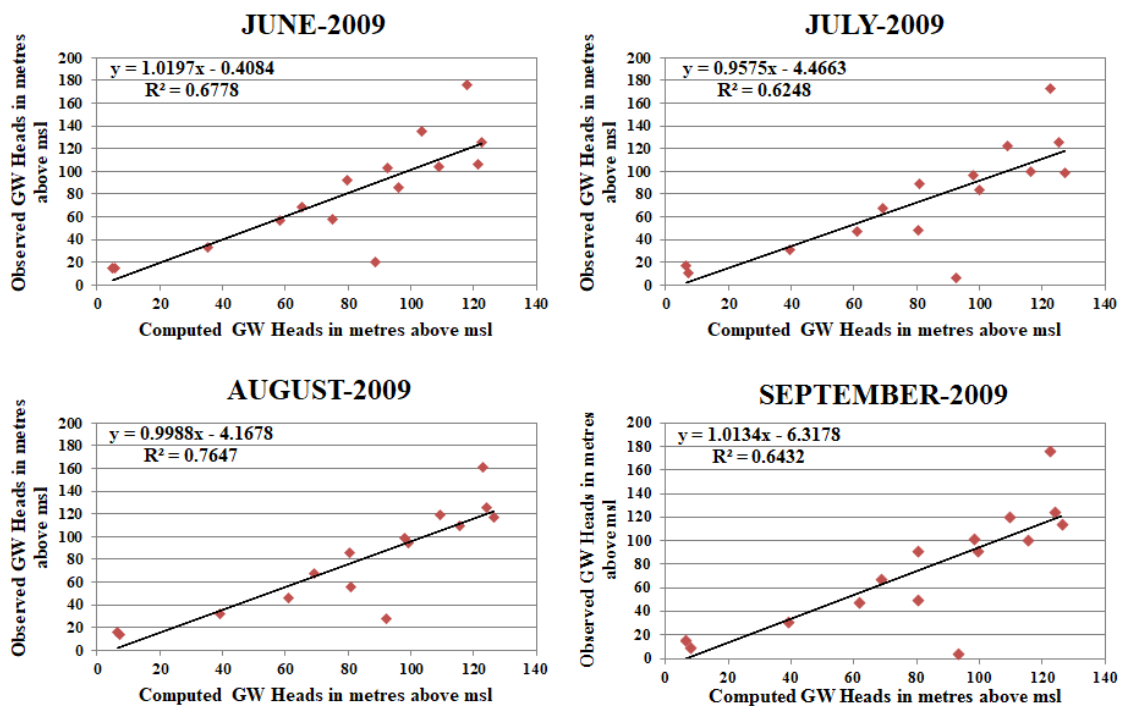 JUNE-2009
y = 1.0197x - 0.4084
R² = 0.6778
200
180
160
140
120
100
80
60
40
20
0
0 20 40 60 80 100 120 140
Observed GW Heads in metres
above msl
Computed GW Heads in metres above msl
JULY-2009
y = 0.9575x - 4.4663
R² = 0.6248
200
180
160
140
120
100
80
60
40
20
0
0 20 40 60 80 100 120 140
Observed GW Heads in metres
above msl
Computed GW Heads in metres above msl
AUGUST-2009
y = 0.9988x - 4.1678
R² = 0.7647
200
180
160
140
120
100
80
60
40
20
0
0 20 40 60 80 100 120 140
Observed GW Heads in metres
above msl
Computed GW Heads in metres above msl
SEPTEMBER-2009
y = 1.0134x - 6.3178
R² = 0.6432
200
180
160
140
120
100
80
60
40
20
0
0 20 40 60 80 100 120 140
Observed GW Heads in metres
above msl
Computed GW Heads in metres above msl